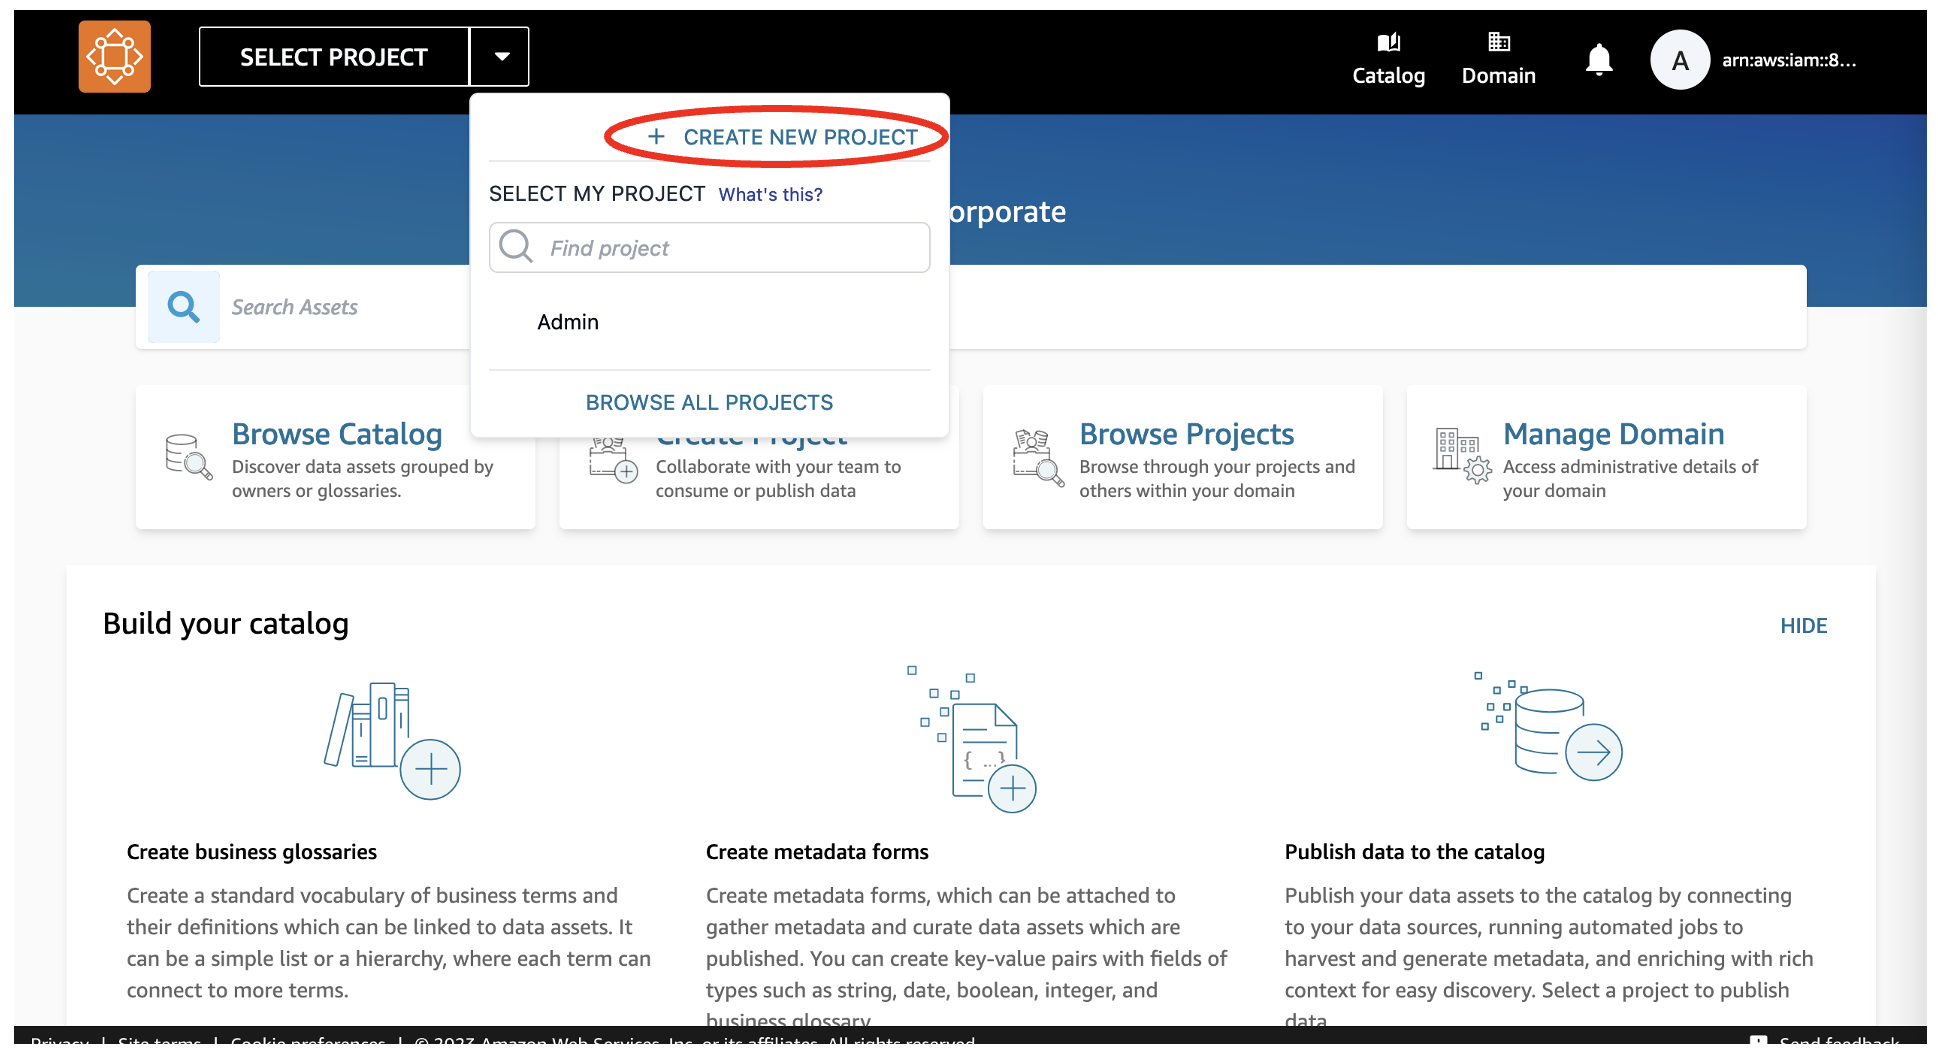 SELECT PROJECT
Catalog
Domain
A
arn:aws:iam::8...
+ CREATE NEW PROJECT
SELECT MY PROJECT What's this?
orporate
Find project
Search Assets
Admin
BROWSE ALL PROJECTS
Browse Catalog
Discover data assets grouped by
owners or glossaries.
Create Project
Collaborate with your team to
consume or publish data
Browse Projects
Browse through your projects and
others within your domain
Manage Domain
Access administrative details of
your domain
Build your catalog
HIDE
{ ...}
Create business glossaries
Create a standard vocabulary of business terms and
their definitions which can be linked to data assets. It
can be a simple list or a hierarchy, where each term can
connect to more terms.
Create metadata forms
Create metadata forms, which can be attached to
gather metadata and curate data assets which are
published. You can create key-value pairs with fields of
types such as string, date, boolean, integer, and
business glossary
Publish data to the catalog
Publish your data assets to the catalog by connecting
to your data sources, running automated jobs to
harvest and generate metadata, and enriching with rich
context for easy discovery. Select a project to publish
data
Privacy | Site terms | Cookie preferences | © 2023 Amazon Web Services, Inc. or its affiliates. All rights reserved.
Send feedback